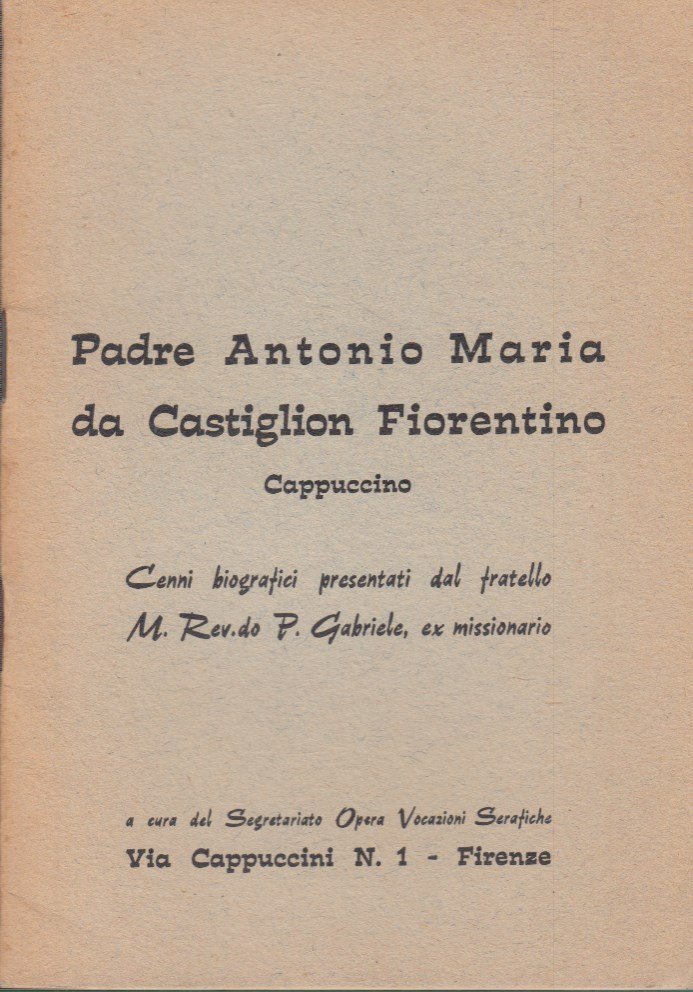 Padre Antonio Maria
da Castiglion Fiorentino
Cappuccino
Cenni biografici presentati dal fratello
M. Rev.do P. Gabriele, ex missionario
a cura del Segretariato Opera Vocazioni Serafiche
Via Cappuccini N. 1 - Firenze